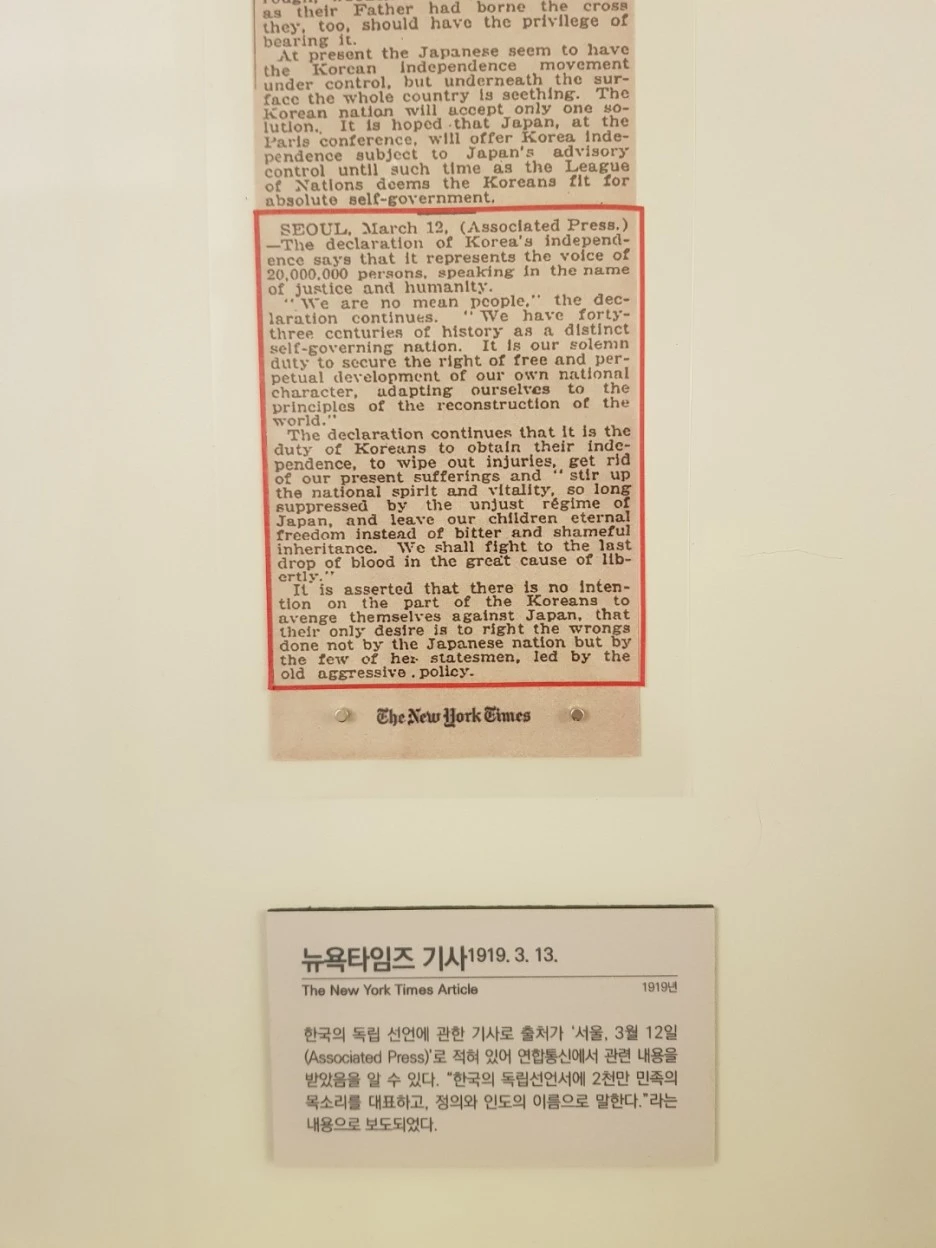 as their Father had borne the cross
they, too, should have the privilege of
bearing it.
At present the Japanese seem to have
the Korean independence movement
under control, but underneath the sur-
face the whole country is seething. The
Korean nation will accept only one so-
lution. It is hoped that Japan, at the
Paris conference, will offer Korea inde-
pendence subject to Japan's advisory
control until such time as the League
of Nations deems the Koreans fit for
absolute self-government.
SEOUL, March 12, (Associated Press.)
—The declaration of Korea's independ-
ence says that it represents the voice of
20,000,000 persons, speaking in the name
of justice and humanity.
"We are no mean people," the dec-
laration continues. "We have forty-
three centuries of history as a distinct
self-governing nation. It is our solemn
duty to secure the right of free and per-
petual development of our own national
character, adapting ourselves to the
principles of the reconstruction of the
world."
The declaration continues that it is the
duty of Koreans to obtain their inde-
pendence, to wipe out injuries, get rid
of our present sufferings and "stir up
the national spirit and vitality, so long
suppressed by the unjust régime of
Japan, and leave our children eternal
freedom instead of bitter and shameful
inheritance. We shall fight to the last
drop of blood in the great cause of lib-
ertly."
It is asserted that there is no inten-
tion on the part of the Koreans to
avenge themselves against Japan, that
their only desire is to right the wrongs
done not by the Japanese nation but by
the few of her statesmen, led by the
old aggressive policy.
The New York Times
뉴욕타임즈 기사1919. 3. 13.
The New York Times Article 1919년
한국의 독립 선언에 관한 기사로 출처가 '서울, 3월 12일
(Associated Press)'로 적혀 있어 연합통신에서 관련 내용을
받았음을 알 수 있다. "한국의 독립선언서에 2천만 민족의
목소리를 대표하고, 정의와 인도의 이름으로 말한다."라는
내용으로 보도되었다.